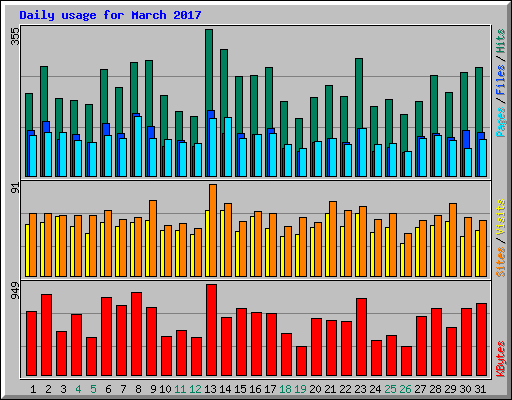 Daily usage for March 2017
355
Pages / Files / Hits
91
Sites / Visits
949
KBytes
1 2 3 4 5 6 7 8 9 10 11 12 13 14 15 16 17 18 19 20 21 22 23 24 25 26 27 28 29 30 31